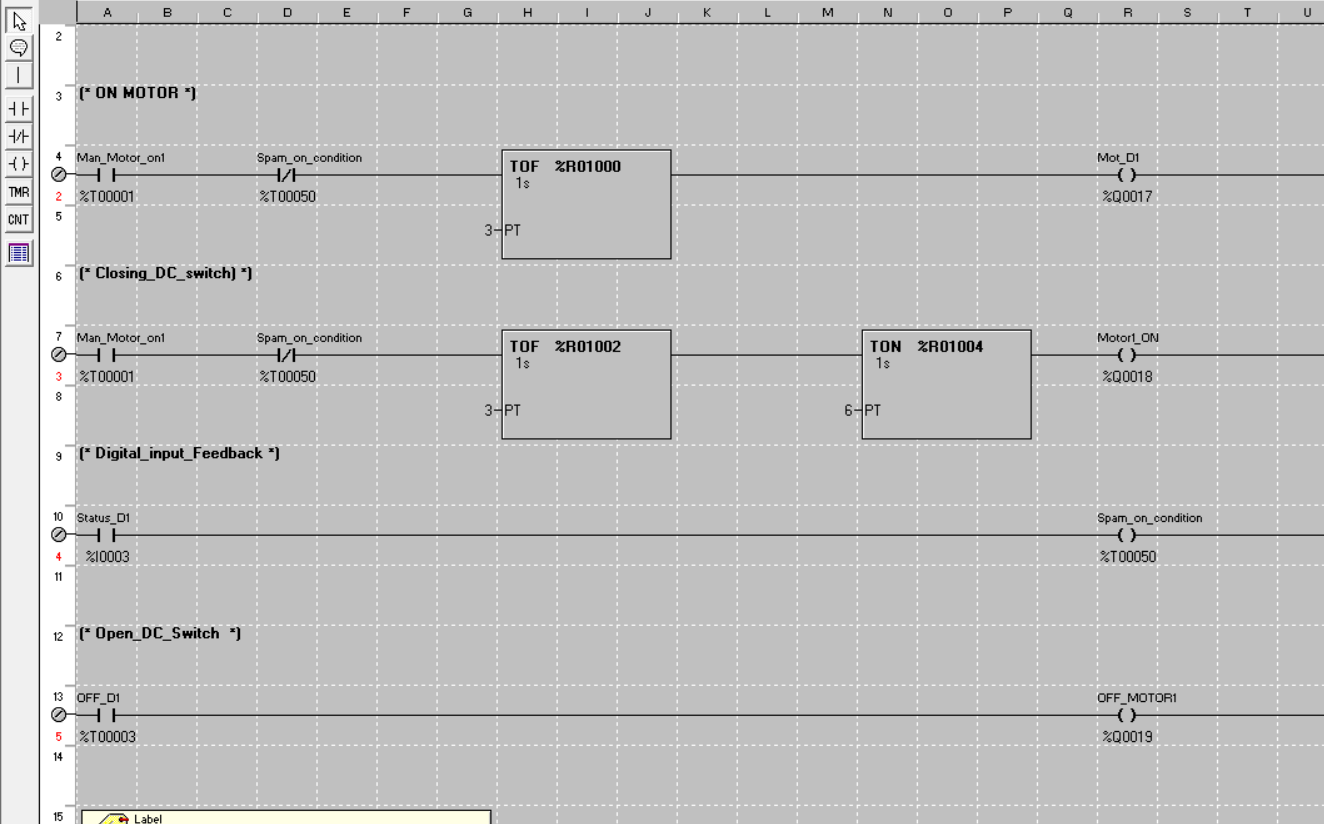 A B C D E F G H I J K L M N O P Q R S T U
2
3 (* ON MOTOR *)
4 Man_Motor_on1 Spam_on_condition TOF %R01000 Mot_D1
1s
2 %T00001 %T00050 %Q0017
TMR
CNT
5
3 PT
6 (* Closing_DC_switch) *)
7 Man_Motor_on1 Spam_on_condition TOF %R01002 TON %R01004 Motor1_ON
1s 1s
3 %T00001 %T00050 %Q0018
8
3 PT 6 PT
9 (* Digital_input_Feedback *)
10 Status_D1 Spam_on_condition
4 %I0003 %T00050
11
12 (* Open_DC_Switch *)
13 OFF_D1 OFF_MOTOR1
5 %T00003 %Q0019
14
15 Label